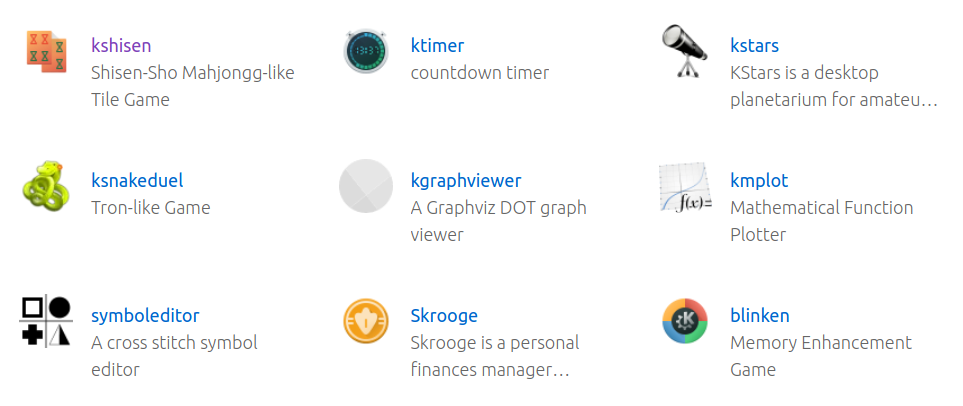 kshisen
Shisen-Sho Mahjongg-like
Tile Game
13:37
ktimer
countdown timer
kstars
KStars is a desktop
planetarium for amateu…
ksnakeduel
Tron-like Game
kgraphviewer
A Graphviz DOT graph
viewer
f(x)=
kmplot
Mathematical Function
Plotter
symboleditor
A cross stitch symbol
editor
Skrooge
Skrooge is a personal
finances manager…
K
blinken
Memory Enhancement
Game